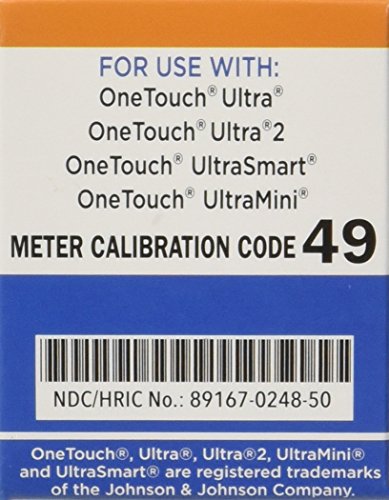 FOR USE WITH:
OneTouch® Ultra®
OneTouch® Ultra®2
OneTouch® UltraSmart®
OneTouch® UltraMini®
METER CALIBRATION CODE 49
NDC/HRIC No.: 89167-0248-50
OneTouch®, Ultra®, Ultra®2, UltraMini®
and UltraSmart® are registered trademarks
of the Johnson & Johnson Company.